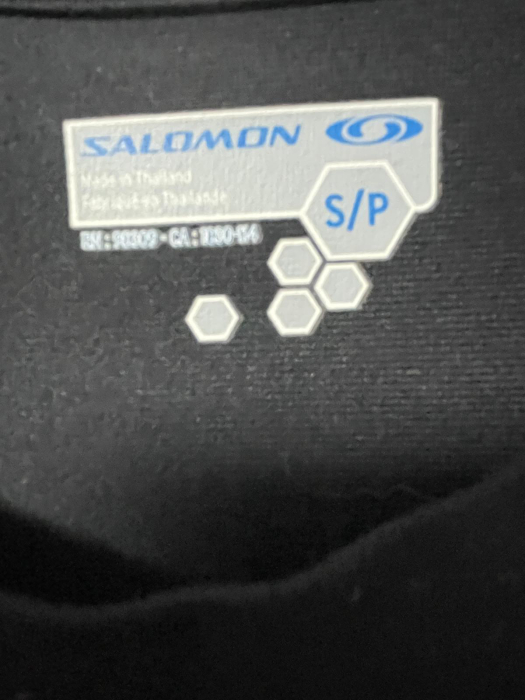 SALOMON
S/P
Made in Thailand
Fabriqué en Thaïlande